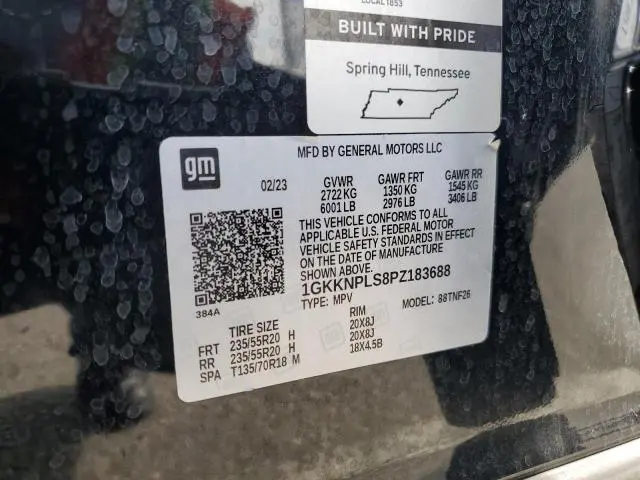 LOCAL 1853
BUILT WITH PRIDE
Spring Hill, Tennessee
gm
MFD BY GENERAL MOTORS LLC
02/23 GVWR GAWR FRT GAWR RR
2722 KG 1350 KG 1545 KG
6001 LB 2976 LB 3406 LB
THIS VEHICLE CONFORMS TO ALL
APPLICABLE U.S. FEDERAL MOTOR
VEHICLE SAFETY STANDARDS IN EFFECT
ON THE DATE OF MANUFACTURE
SHOWN ABOVE.
1GKKNPLS8PZ183688
384A
TYPE: MPV MODEL: 88TNF26
TIRE SIZE RIM
FRT 235/55R20 H 20X8J
RR 235/55R20 H 20X8J
SPA T135/70R18 M 18X4.5B